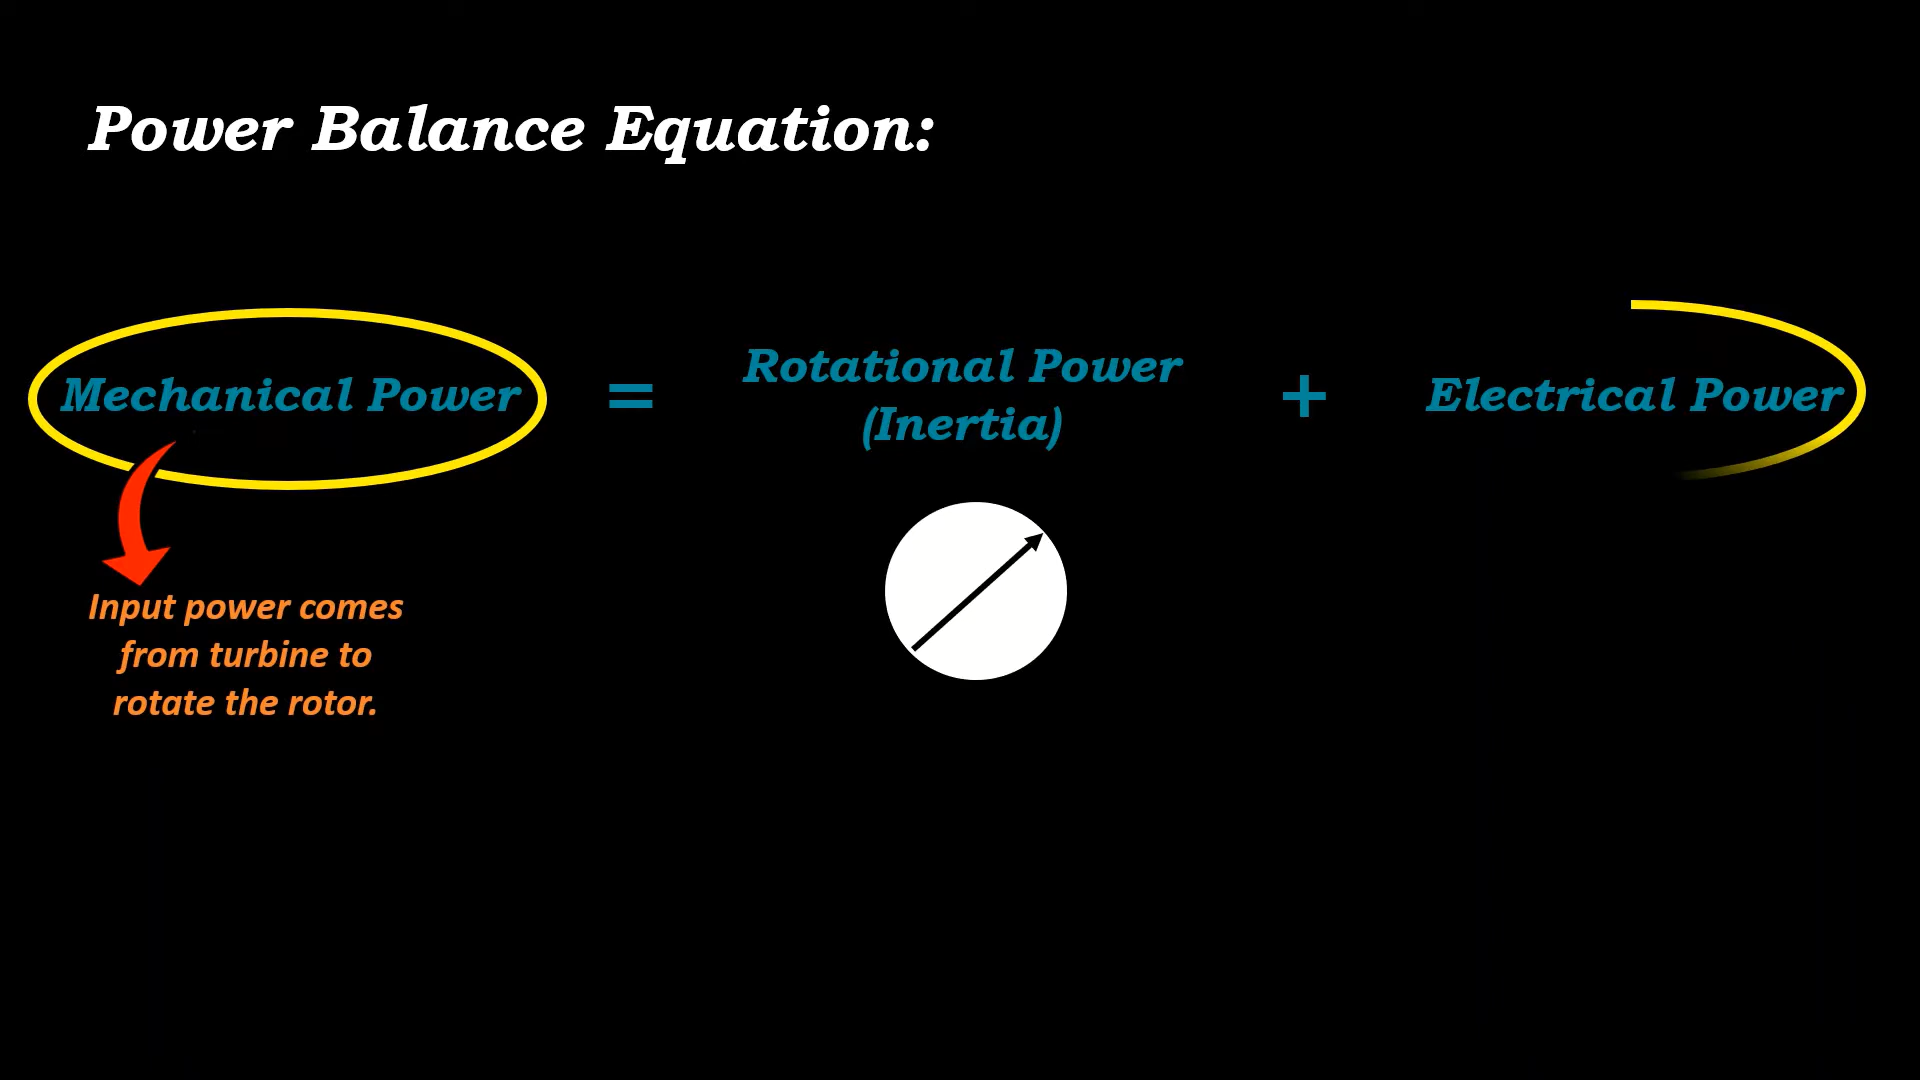 Power Balance Equation:
Mechanical Power = Rotational Power + Electrical Power
(Inertia)
Input power comes
from turbine to
rotate the rotor.